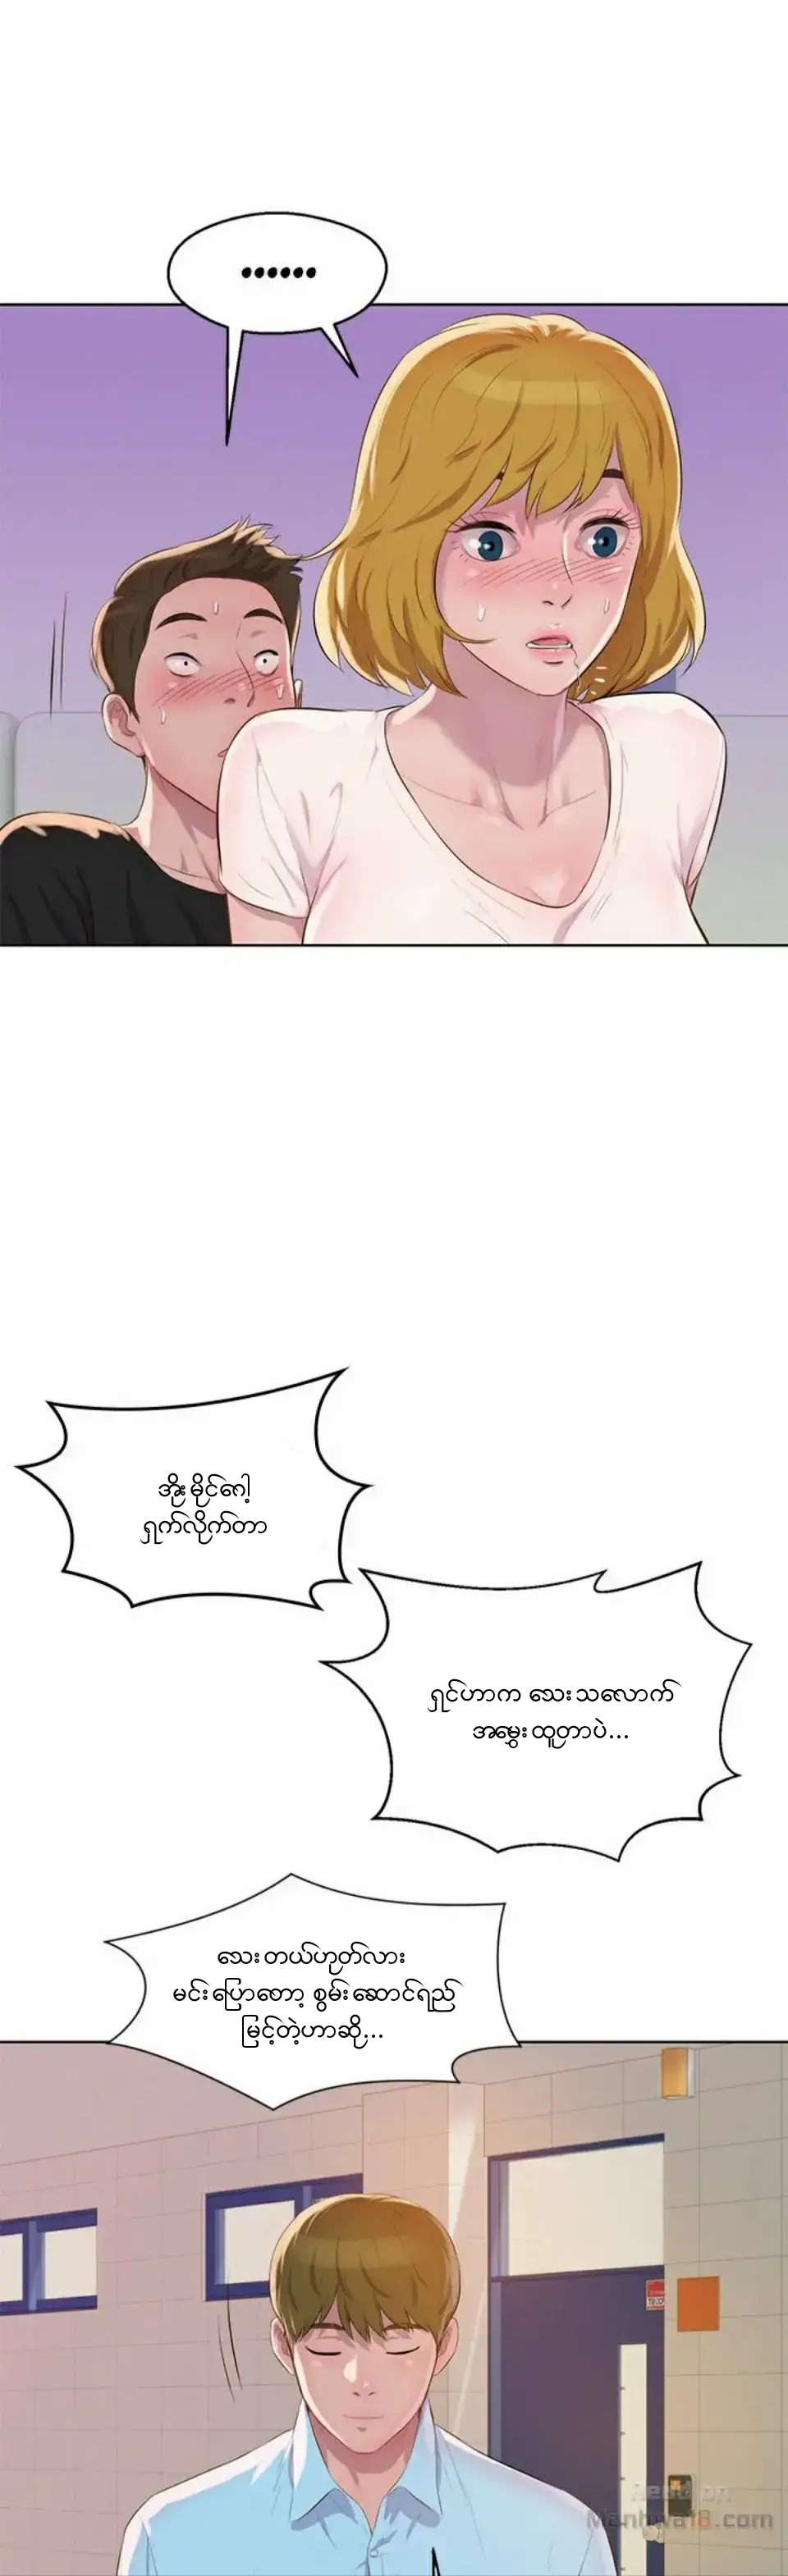 ••••••
အိုး မိုင်ဂေါ့
ရှက်လိုက်တာ
ရှင်ဟာက သေးသလောက်
အမွှေးထူတာပဲ...
သေးတယ်ဟုတ်လား
မင်းပြောတော့ စွမ်းဆောင်ရည်
မြင့်တဲ့ဟာဆို...
Read on
Manhwa18.com